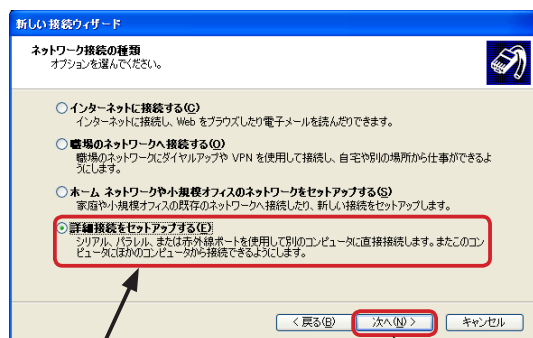 新しい接続ウィザード
ネットワーク接続の種類
オプションを選んでください。
インターネットに接続する(C)
インターネットに接続し、Web をブラウズしたり電子メールを読んだりできます。
職場のネットワークへ接続する(O)
職場のネットワークにダイヤルアップや VPN を使用して接続し、自宅や別の場所から仕事ができるよ
うにします。
ホーム ネットワークや小規模オフィスのネットワークをセットアップする(S)
家庭や小規模オフィスの既存のネットワークへ接続したり、新しい接続をセットアップします。
詳細接続をセットアップする(E)
シリアル、パラレル、または赤外線ポートを使用して別のコンピュータに直接接続します。またこのコン
ピュータにほかのコンピュータから接続できるようにします。
< 戻る(B) 次へ(N) > キャンセル